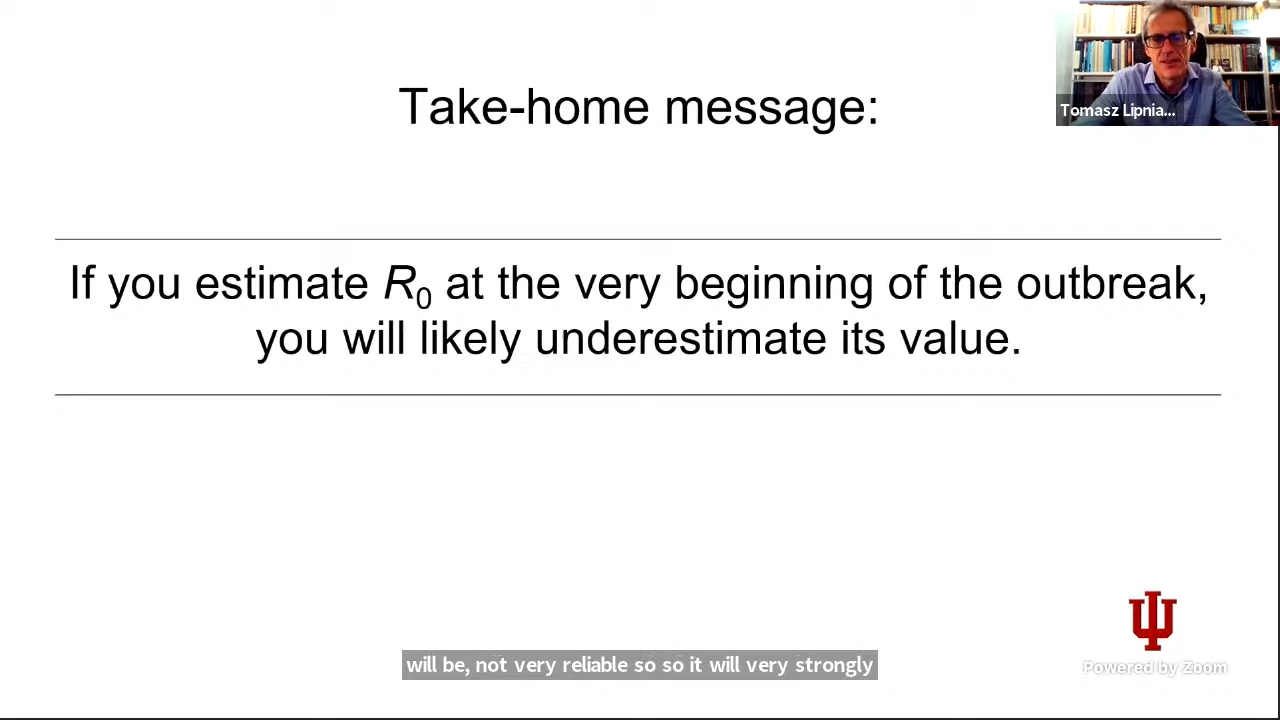 Take-home message:
Tomasz Lipnia...
If you estimate R₀ at the very beginning of the outbreak,
you will likely underestimate its value.
will be, not very reliable so so it will very strongly
Powered by Zoom